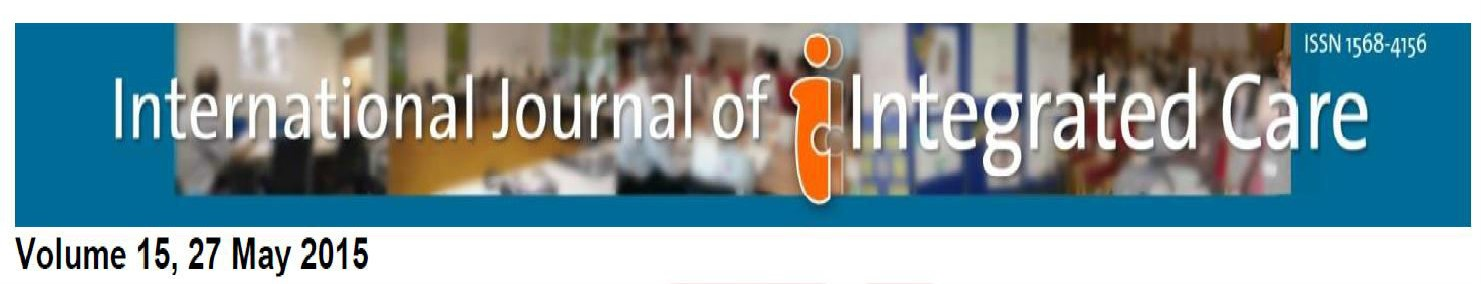 ISSN 1568-4156
International Journal of Integrated Care
Volume 15, 27 May 2015